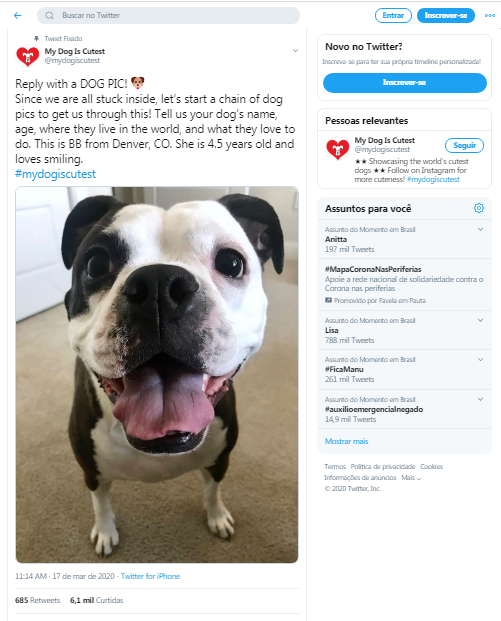 Buscar no Twitter
Entrar
Inscrever-se
Tweet Fixado
My Dog Is Cutest
@mydogiscutest
Reply with a DOG PIC! 🐶
Since we are all stuck inside, let's start a chain of dog
pics to get us through this! Tell us your dog's name,
age, where they live in the world, and what they love to
do. This is BB from Denver, CO. She is 4.5 years old and
loves smiling.
#mydogiscutest
11:14 AM · 17 de mar de 2020 · Twitter for iPhone
685 Retweets 6,1 mil Curtidas
Novo no Twitter?
Inscreva-se para ter sua própria timeline personalizada!
Inscrever-se
Pessoas relevantes
My Dog Is Cutest
@mydogiscutest
Seguir
★★ Showcasing the world's cutest
dogs ★★ Follow on Instagram for
more cuteness! #mydogiscutest
Assuntos para você
Assunto do Momento em Brasil
Anitta
197 mil Tweets
#MapaCoronaNasPeriferias
Apoie a rede nacional de solidariedade contra o
Corona nas periferias
Promovido por Favela em Pauta
Assunto do Momento em Brasil
Lisa
788 mil Tweets
Assunto do Momento em Brasil
#FicaManu
261 mil Tweets
Assunto do Momento em Brasil
#auxilioemergencialnegado
14,9 mil Tweets
Mostrar mais
Termos Política de privacidade Cookies
Informações de anúncios Mais
© 2020 Twitter, Inc.